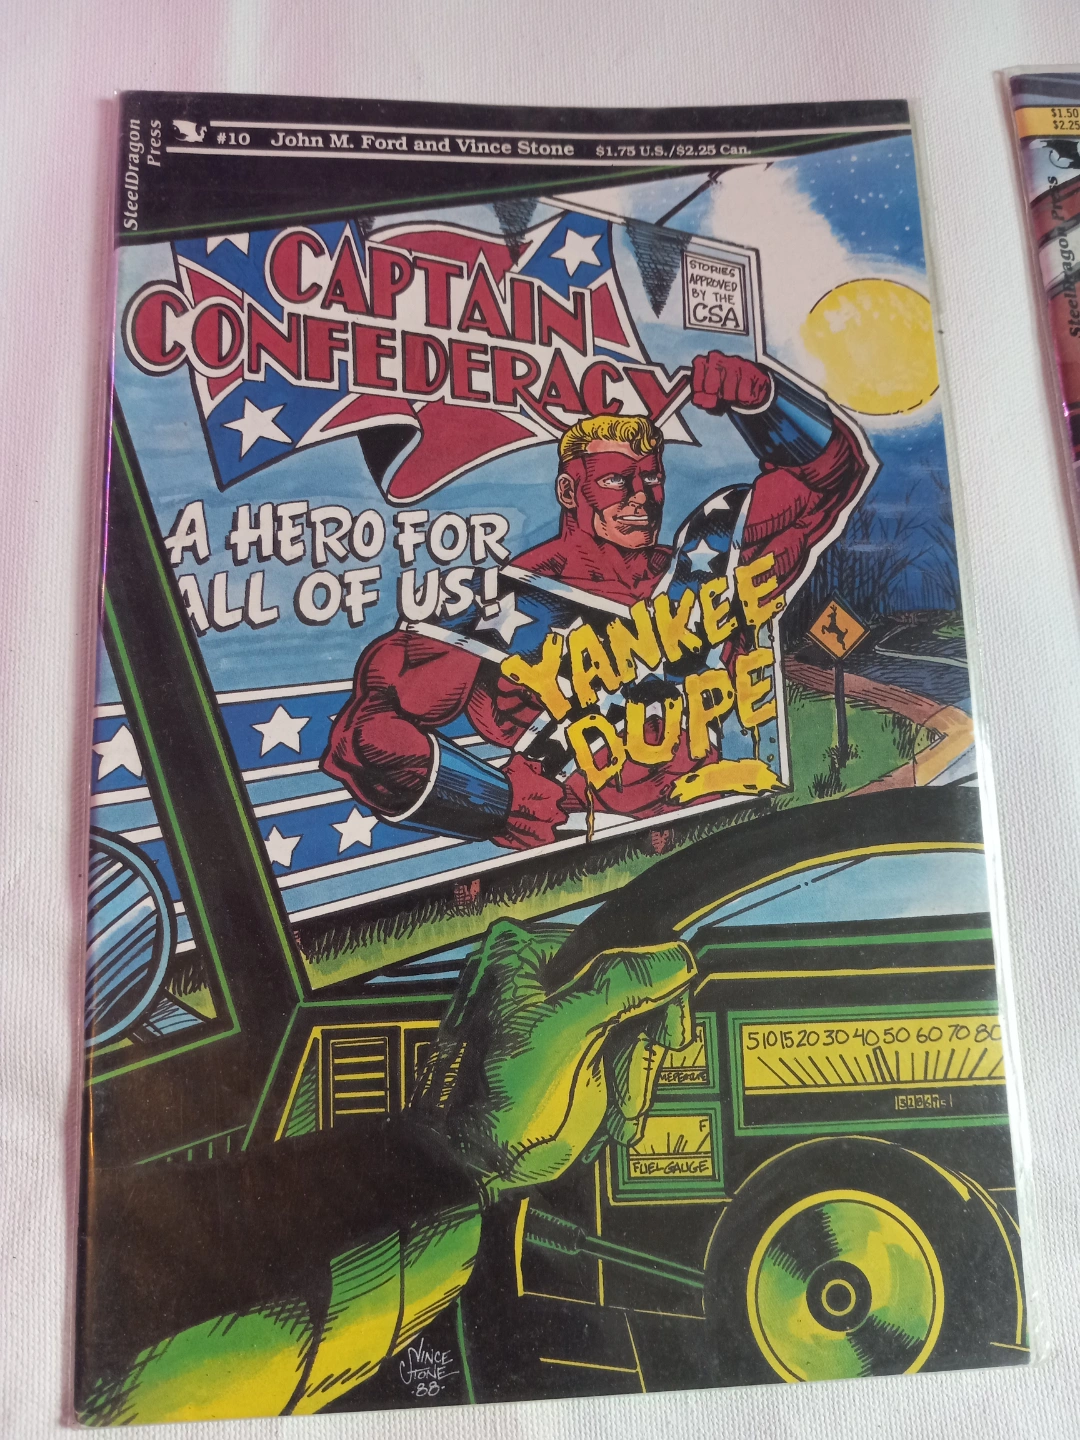 SteelDragon
Press
#10 John M. Ford and Vince Stone $1.75 U.S./$2.25 Can.
CAPTAIN
CONFEDERACY
STORIES
APPROVED
BY THE
CSA
A HERO FOR
ALL OF US!
YANKEE
DUPE
5 10 15 20 30 40 50 60 70 80
F
FUEL GAUGE
VINCE
STONE
·88·
$1.50
$2.25
SteelDragon Press